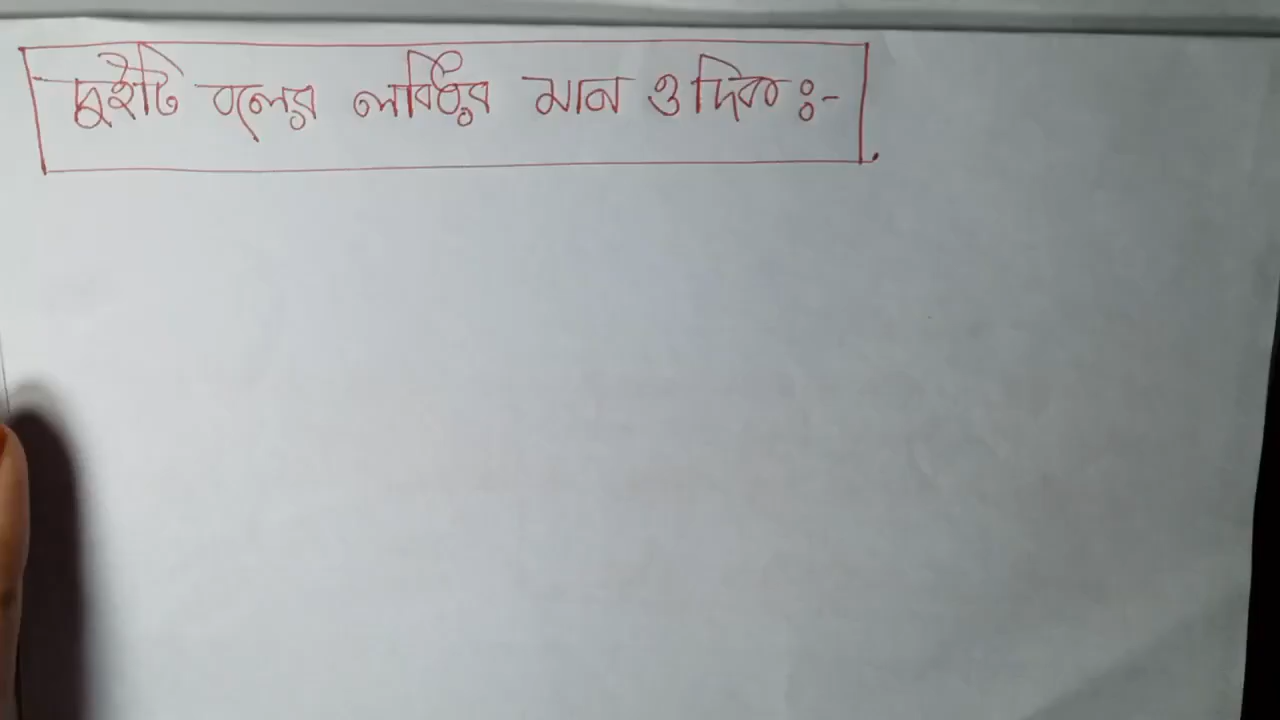 দুইটি বলের লব্ধির মান ও দিক ঃ-